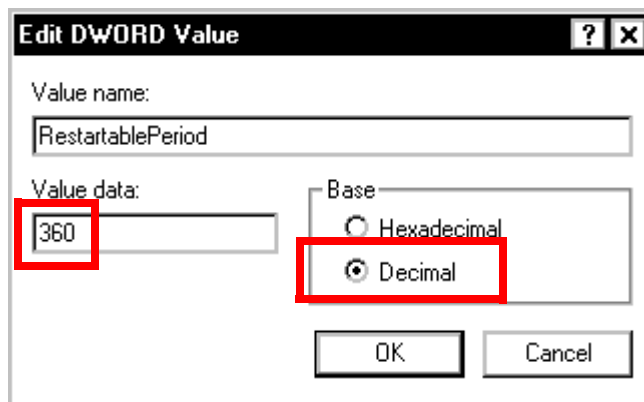 Edit DWORD Value
Value name:
RestartablePeriod
Value data:
360
Base
Hexadecimal
Decimal
OK
Cancel